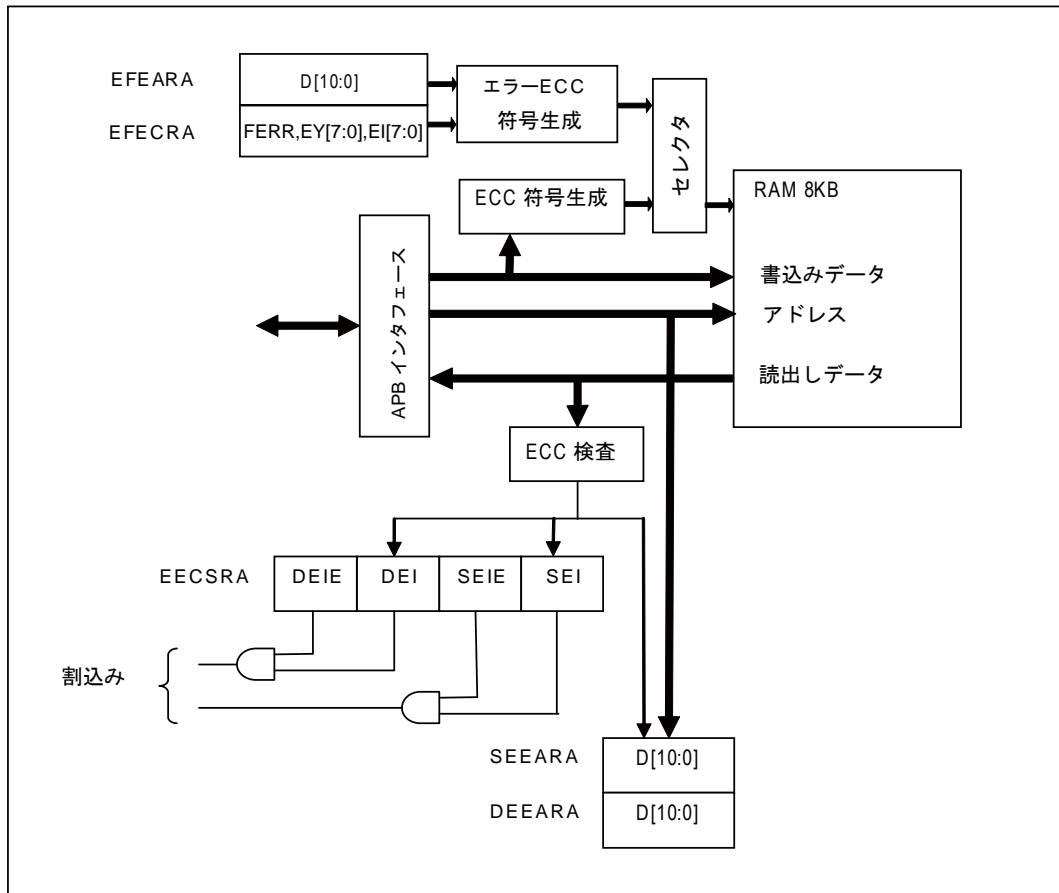 EFEARA
D[10:0]
エラーECC
符号生成
EFECRA
FERR,EY[7:0],EI[7:0]
セレクタ
RAM 8KB
ECC 符号生成
APB インタフェース
書込みデータ
アドレス
読出しデータ
ECC 検査
EECSRA
DEIE
DEI
SEIE
SEI
割込み
SEEARA
D[10:0]
DEEARA
D[10:0]